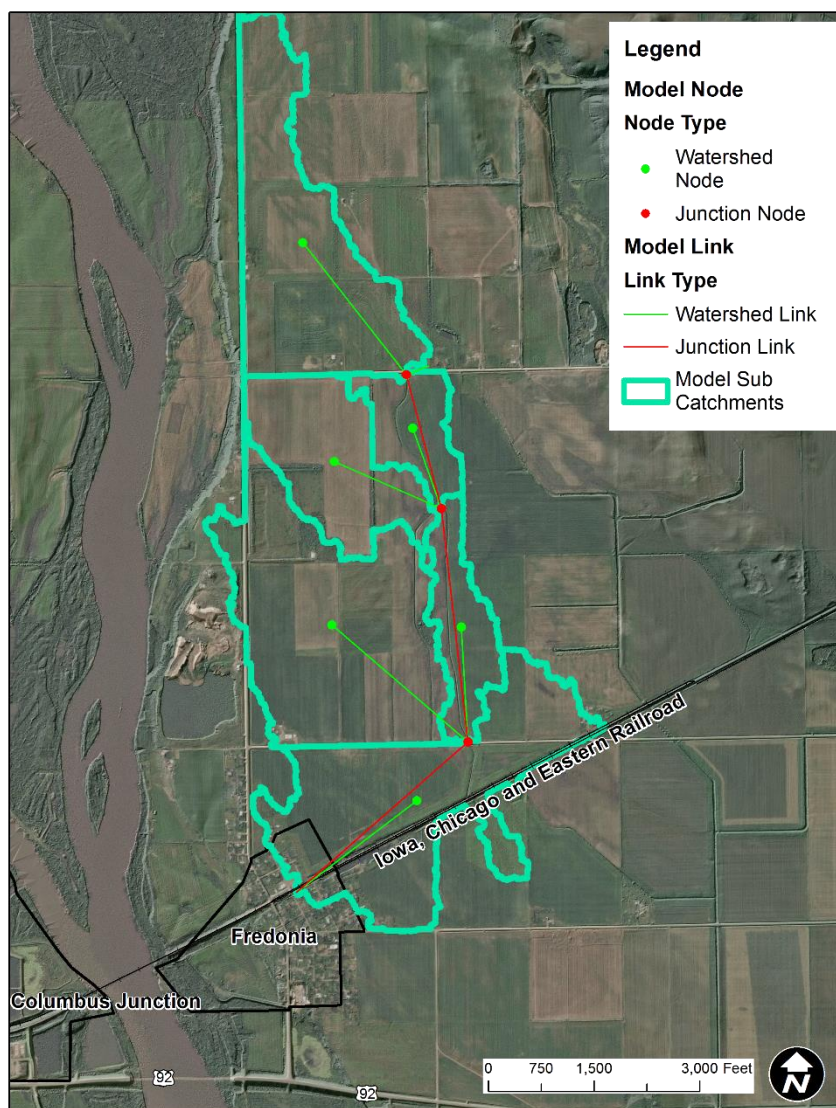 Legend
Model Node
Node Type
Watershed
Node
Junction Node
Model Link
Link Type
Watershed Link
Junction Link
Model Sub
Catchments
Iowa, Chicago and Eastern Railroad
Fredonia
Columbus Junction
92
92
0 750 1,500 3,000 Feet
N